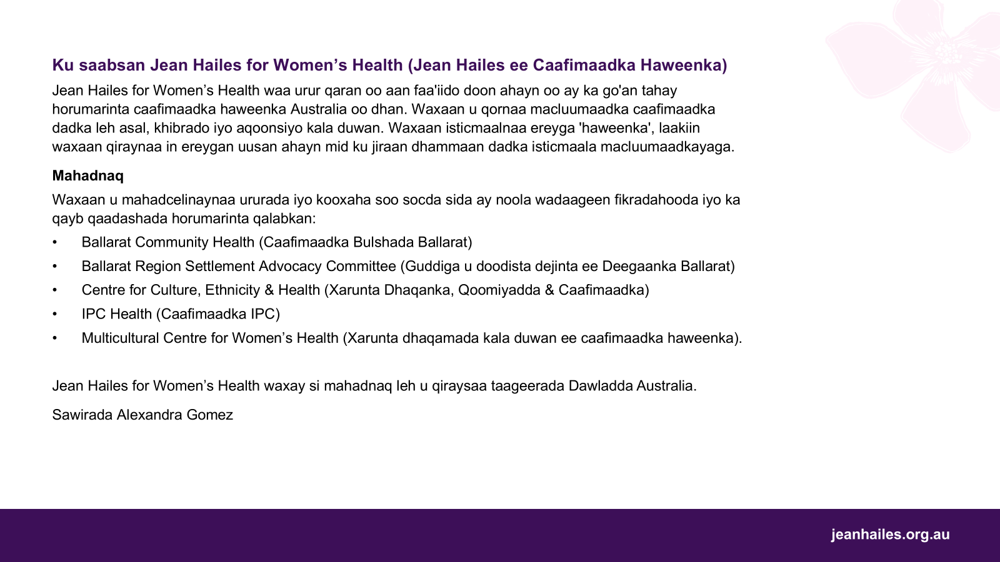 Ku saabsan Jean Hailes for Women’s Health (Jean Hailes ee Caafimaadka Haweenka)
Jean Hailes for Women’s Health waa urur qaran oo aan faa'iido doon ahayn oo ay ka go'an tahay
horumarinta caafimaadka haweenka Australia oo dhan. Waxaan u qornaa macluumaadka caafimaadka
dadka leh asal, khibrado iyo aqoonsiyo kala duwan. Waxaan isticmaalnaa ereyga 'haweenka', laakiin
waxaan qiraynaa in ereygan uusan ahayn mid ku jiraan dhammaan dadka isticmaala macluumaadkayaga.
Mahadnaq
Waxaan u mahadcelinaynaa ururada iyo kooxaha soo socda sida ay noola wadaageen fikradahooda iyo ka
qayb qaadashada horumarinta qalabkan:
• Ballarat Community Health (Caafimaadka Bulshada Ballarat)
• Ballarat Region Settlement Advocacy Committee (Guddiga u doodista dejinta ee Deegaanka Ballarat)
• Centre for Culture, Ethnicity & Health (Xarunta Dhaqanka, Qoomiyadda & Caafimaadka)
• IPC Health (Caafimaadka IPC)
• Multicultural Centre for Women’s Health (Xarunta dhaqamada kala duwan ee caafimaadka haweenka).
Jean Hailes for Women’s Health waxay si mahadnaq leh u qiraysaa taageerada Dawladda Australia.
Sawirada Alexandra Gomez
jeanhailes.org.au